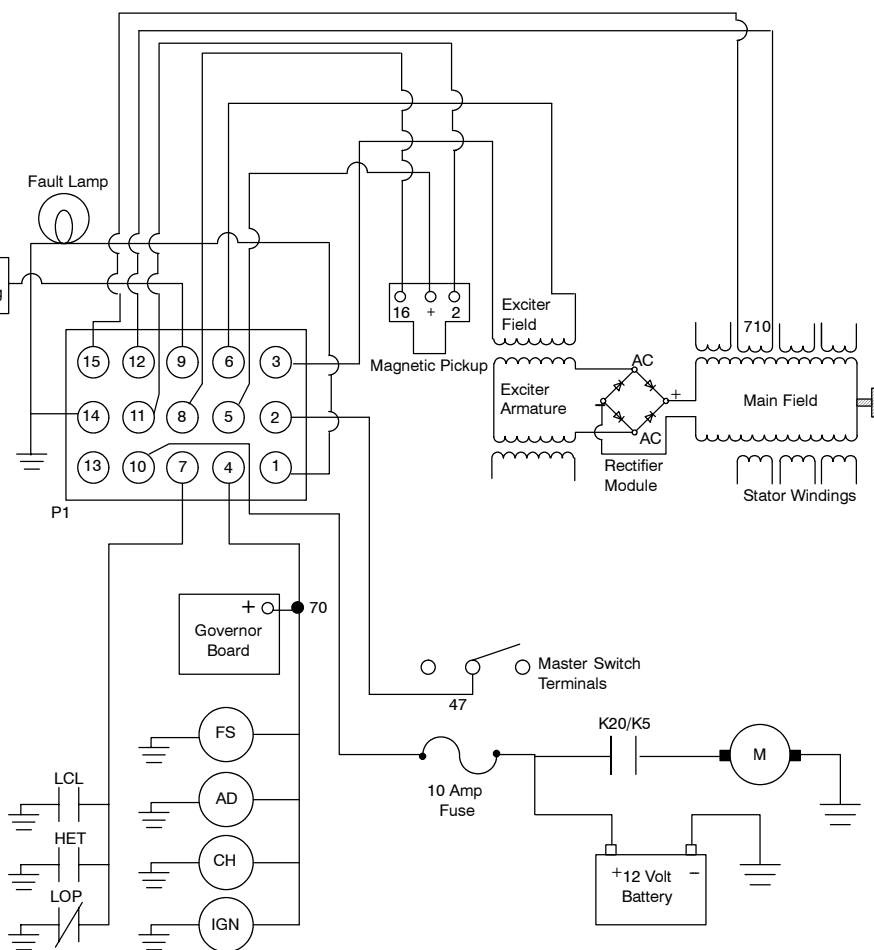 Fault Lamp
g
15 12 9 6 3
14 11 8 5 2
13 10 7 4 1
P1
16 + 2
Magnetic Pickup
Exciter
Field
Exciter
Armature
AC
+
AC
−
Rectifier
Module
710
Main Field
Stator Windings
+
70
Governor
Board
Master Switch
Terminals
47
FS
AD
CH
IGN
LCL
HET
LOP
10 Amp
Fuse
K20/K5
M
+ 12 Volt −
Battery